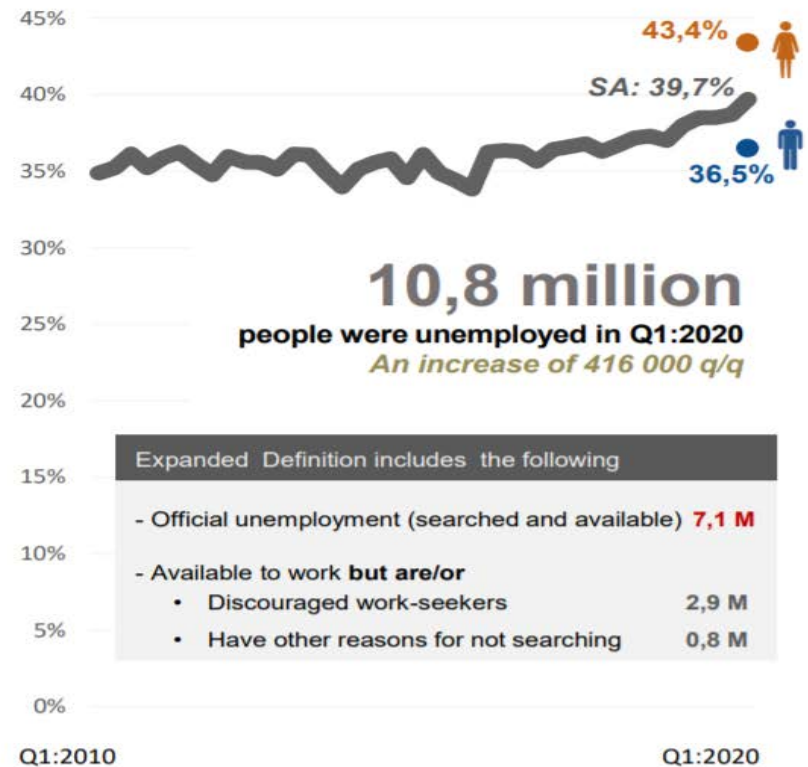 45%
43,4%
SA: 39,7%
40%
35%
36,5%
30%
10,8 million
25%
people were unemployed in Q1:2020
An increase of 416 000 q/q
20%
Expanded Definition includes the following
15%
- Official unemployment (searched and available) 7,1 M
10%
- Available to work but are/or
• Discouraged work-seekers 2,9 M
5%
• Have other reasons for not searching 0,8 M
0%
Q1:2010 Q1:2020